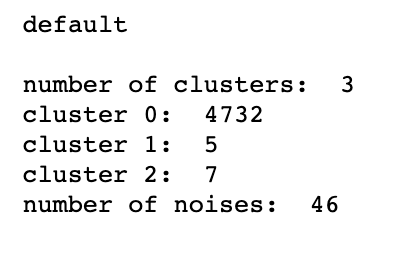 default
number of clusters:  3
cluster 0:  4732
cluster 1:  5
cluster 2:  7
number of noises:  46